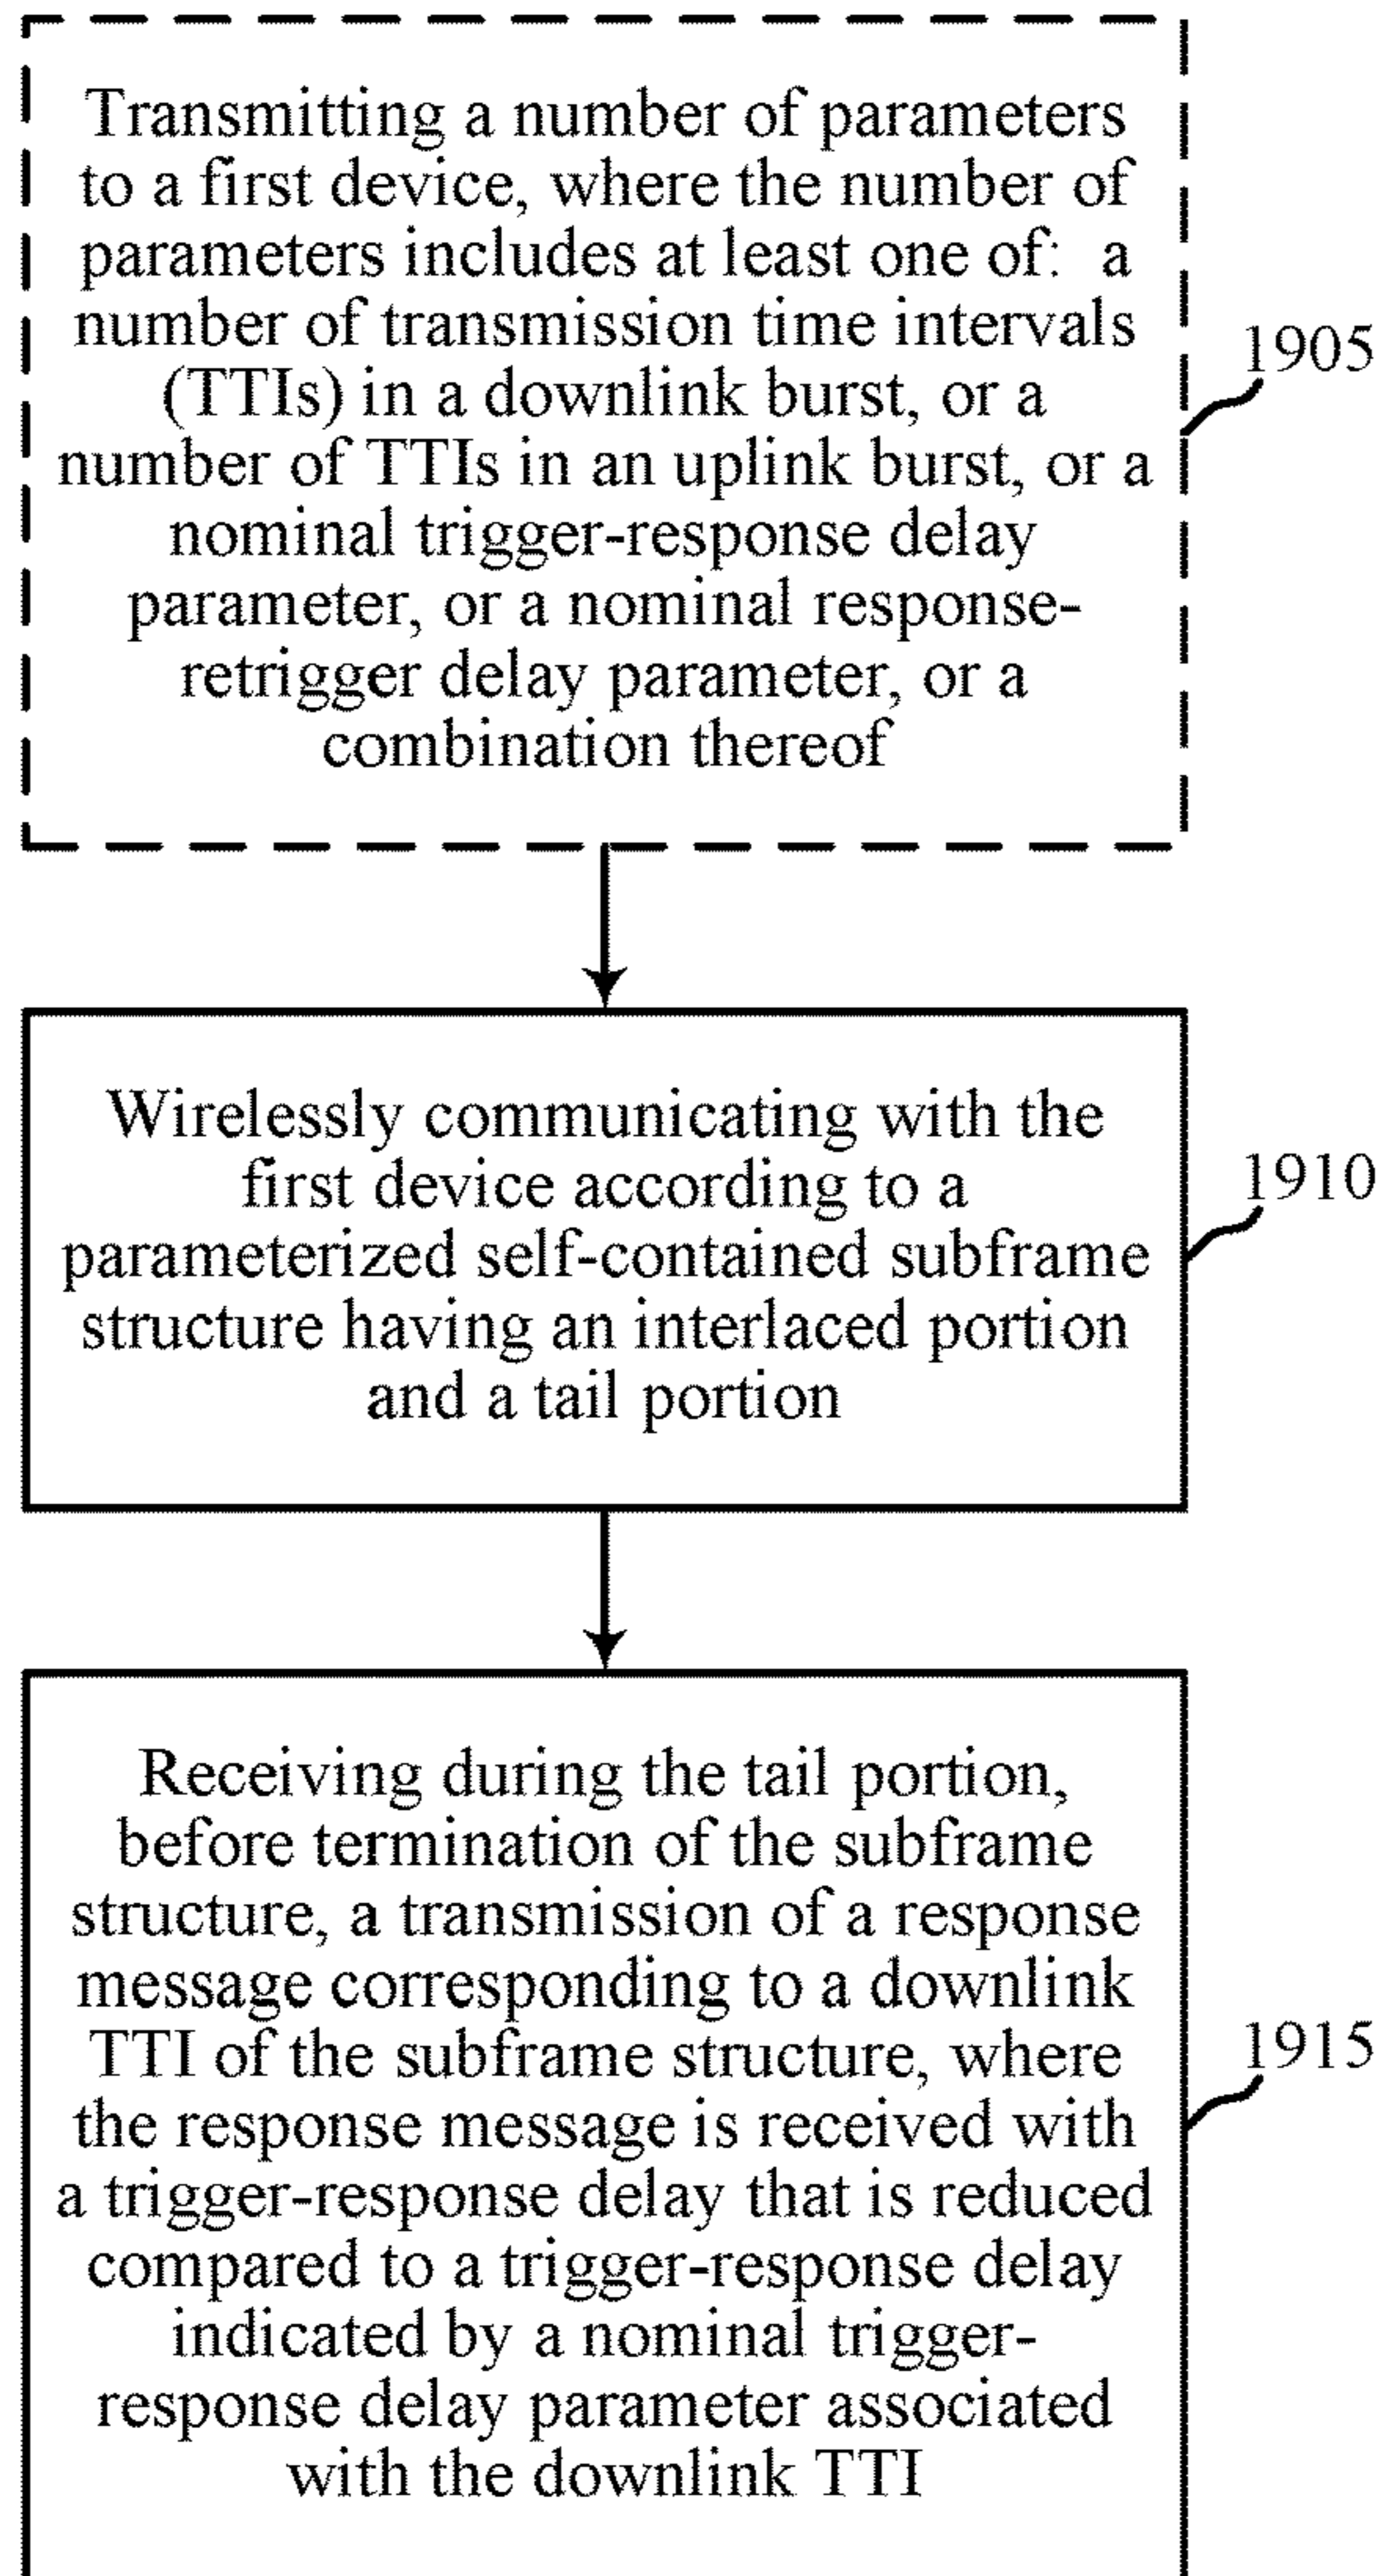 Transmitting a number of parameters
to a first device, where the number of
parameters includes at least one of: a
number of transmission time intervals
(TTIs) in a downlink burst, or a
number of TTIs in an uplink burst, or a
nominal trigger-response delay
parameter, or a nominal response-
retrigger delay parameter, or a
combination thereof
1905
Wirelessly communicating with the
first device according to a
parameterized self-contained subframe
structure having an interlaced portion
and a tail portion
1910
Receiving during the tail portion,
before termination of the subframe
structure, a transmission of a response
message corresponding to a downlink
TTI of the subframe structure, where
the response message is received with
a trigger-response delay that is reduced
compared to a trigger-response delay
indicated by a nominal trigger-
response delay parameter associated
with the downlink TTI
1915